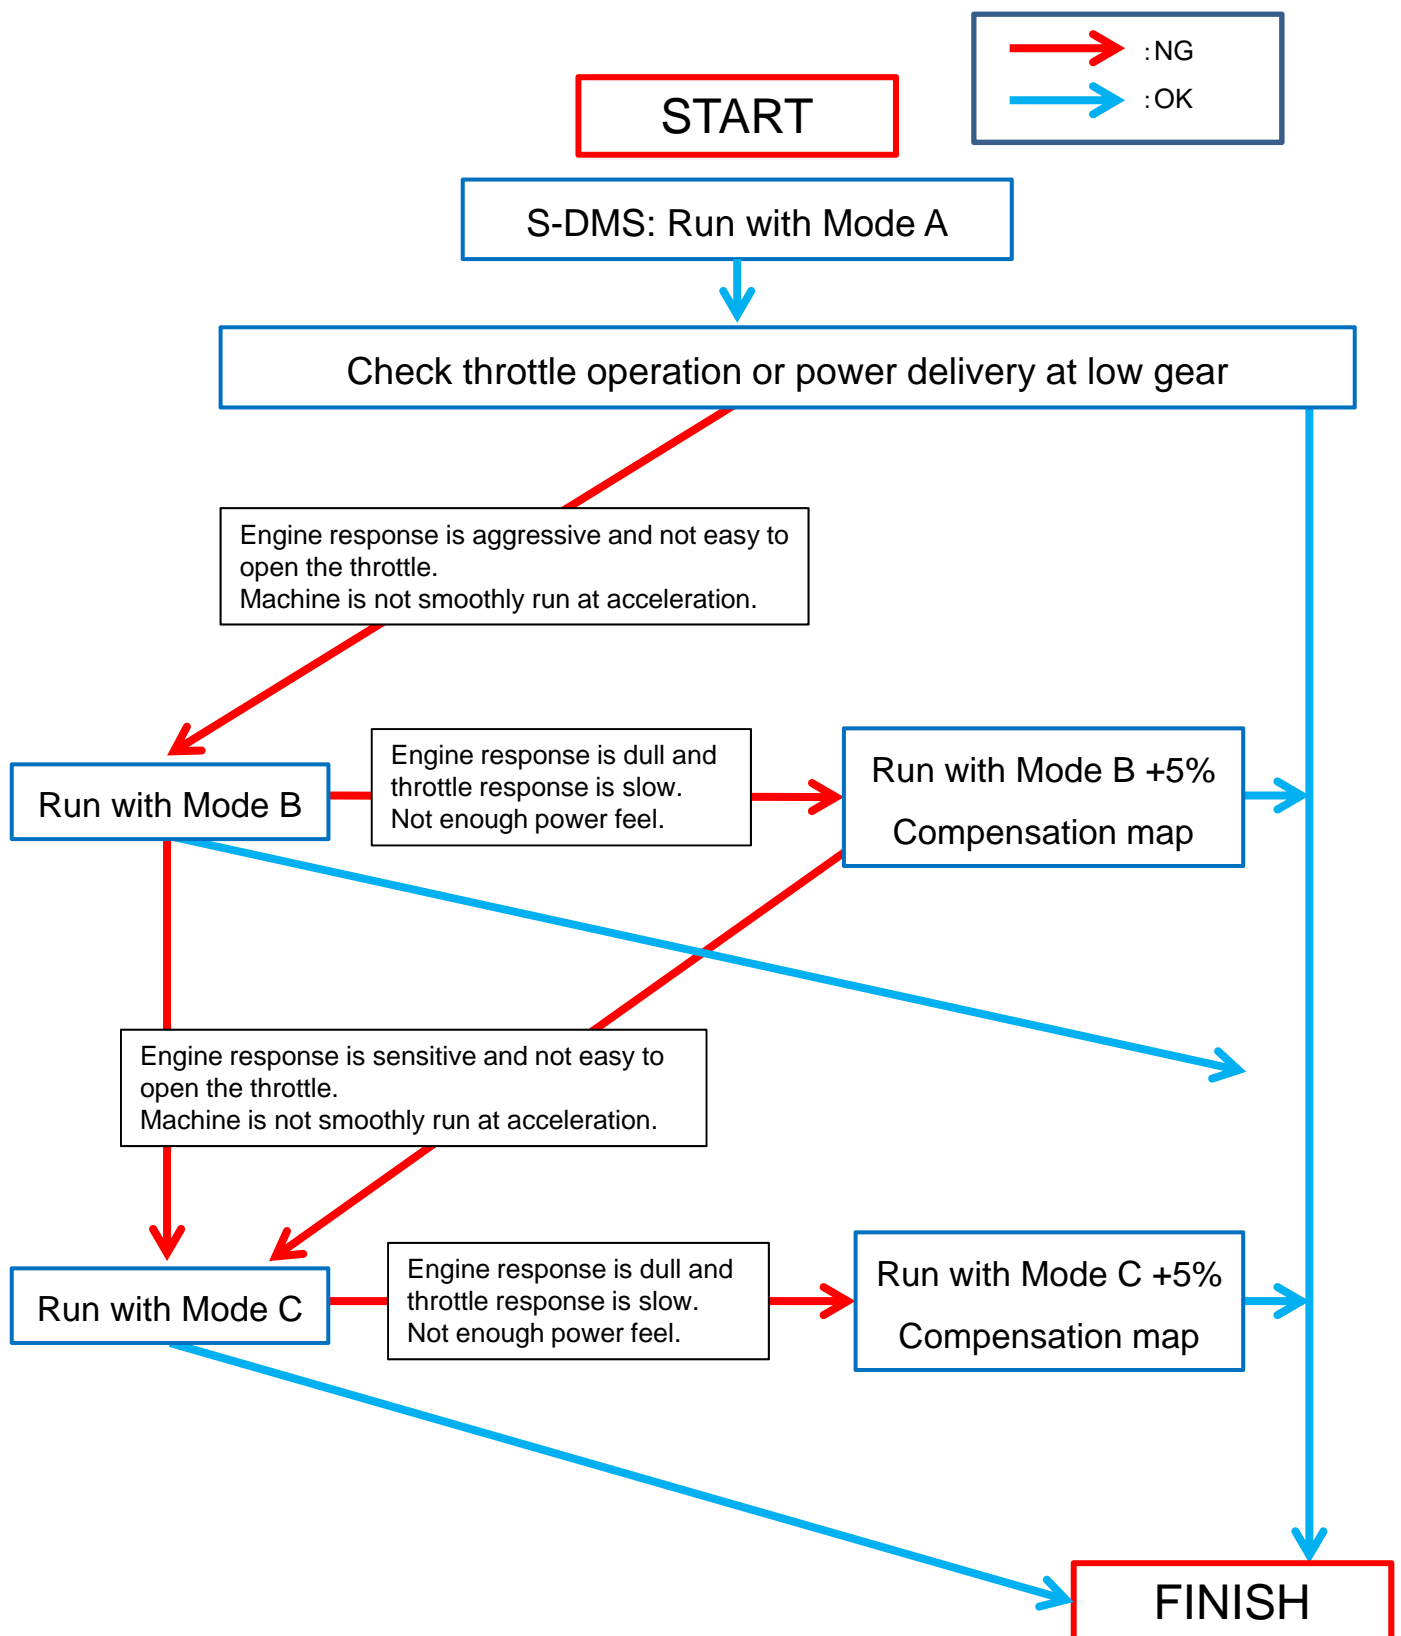 :NG
:OK
START
S-DMS: Run with Mode A
Check throttle operation or power delivery at low gear
Engine response is aggressive and not easy to
open the throttle.
Machine is not smoothly run at acceleration.
Run with Mode B
Engine response is dull and
throttle response is slow.
Not enough power feel.
Run with Mode B +5%
Compensation map
Engine response is sensitive and not easy to
open the throttle.
Machine is not smoothly run at acceleration.
Run with Mode C
Engine response is dull and
throttle response is slow.
Not enough power feel.
Run with Mode C +5%
Compensation map
FINISH